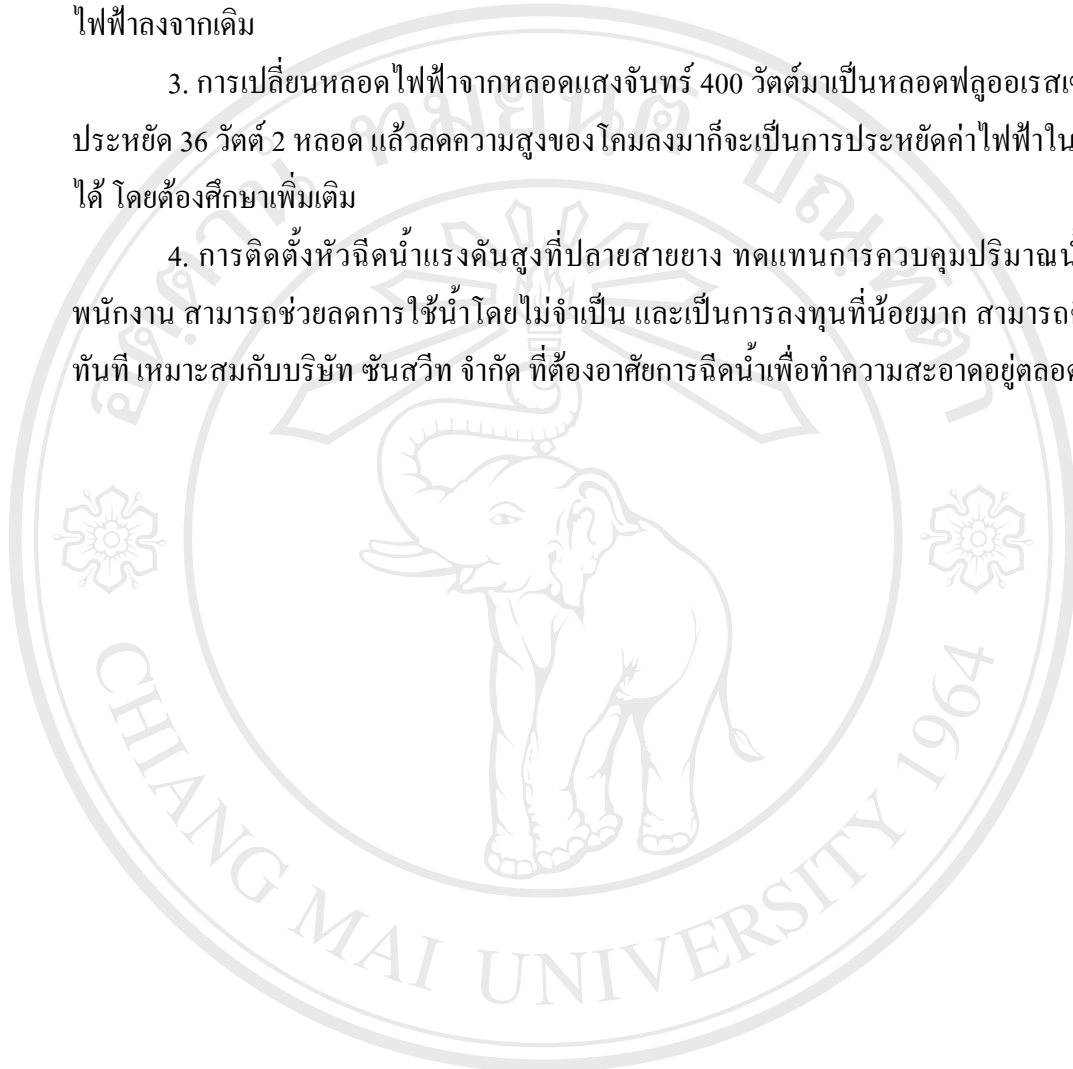 ไฟฟ้าลงจากเดิม
3. การเปลี่ยนหลอดไฟฟ้าจากหลอดแสงจันทร์ 400 วัตต์มาเป็นหลอดฟลูออเรสเ
ประหยัด 36 วัตต์ 2 หลอด แล้วลดความสูงของโคมลงมาก็จะเป็นการประหยัดค่าไฟฟ้าใน
ได้ โดยต้องศึกษาเพิ่มเติม
4. การติดตั้งหัวฉีดน้ำแรงดันสูงที่ปลายสายยาง ทดแทนการควบคุมปริมาณ
พนักงาน สามารถช่วยลดการใช้น้ำโดยไม่จำเป็น และเป็นการลงทุนที่น้อยมาก สามารถ
ทันที เหมาะสมกับบริษัท ซันสวีท จำกัด ที่ต้องอาศัยการฉีดน้ำเพื่อทำความสะอาดอยู่ตลอด
CHIANG MAI UNIVERSITY 1964